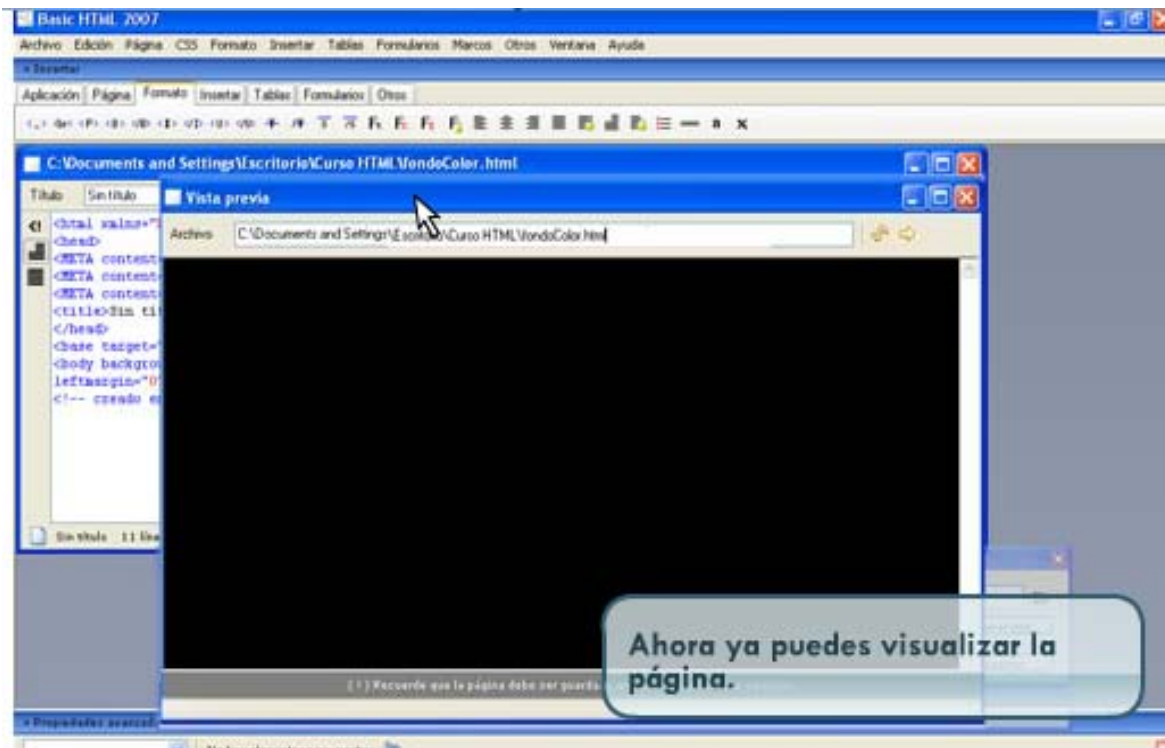 Basic HTML 2007
Archivo Edición Página CSS Formato Insertar Tablas Formularios Marcos Otros Ventana Ayuda
Insertar
Aplicación Página Formato Insertar Tablas Formularios Otros
C:\Documents and Settings\Escritorio\Curso HTML\fondoColor.html
Título Sin título
Vista previa
Archivo C:\Documents and Settings\Escritorio\Curso HTML\fondoColor.html
<html xmlns="
<head>
<META content
<META content
<META content
<title>Sin tí
</head>
<base target="
<body backgro
leftmargin="0"
<!-- creado e
Sin título 11 líne
Ahora ya puedes visualizar la
página.
( ! ) Recuerde que la página debe ser guarda
Propiedades avanzad